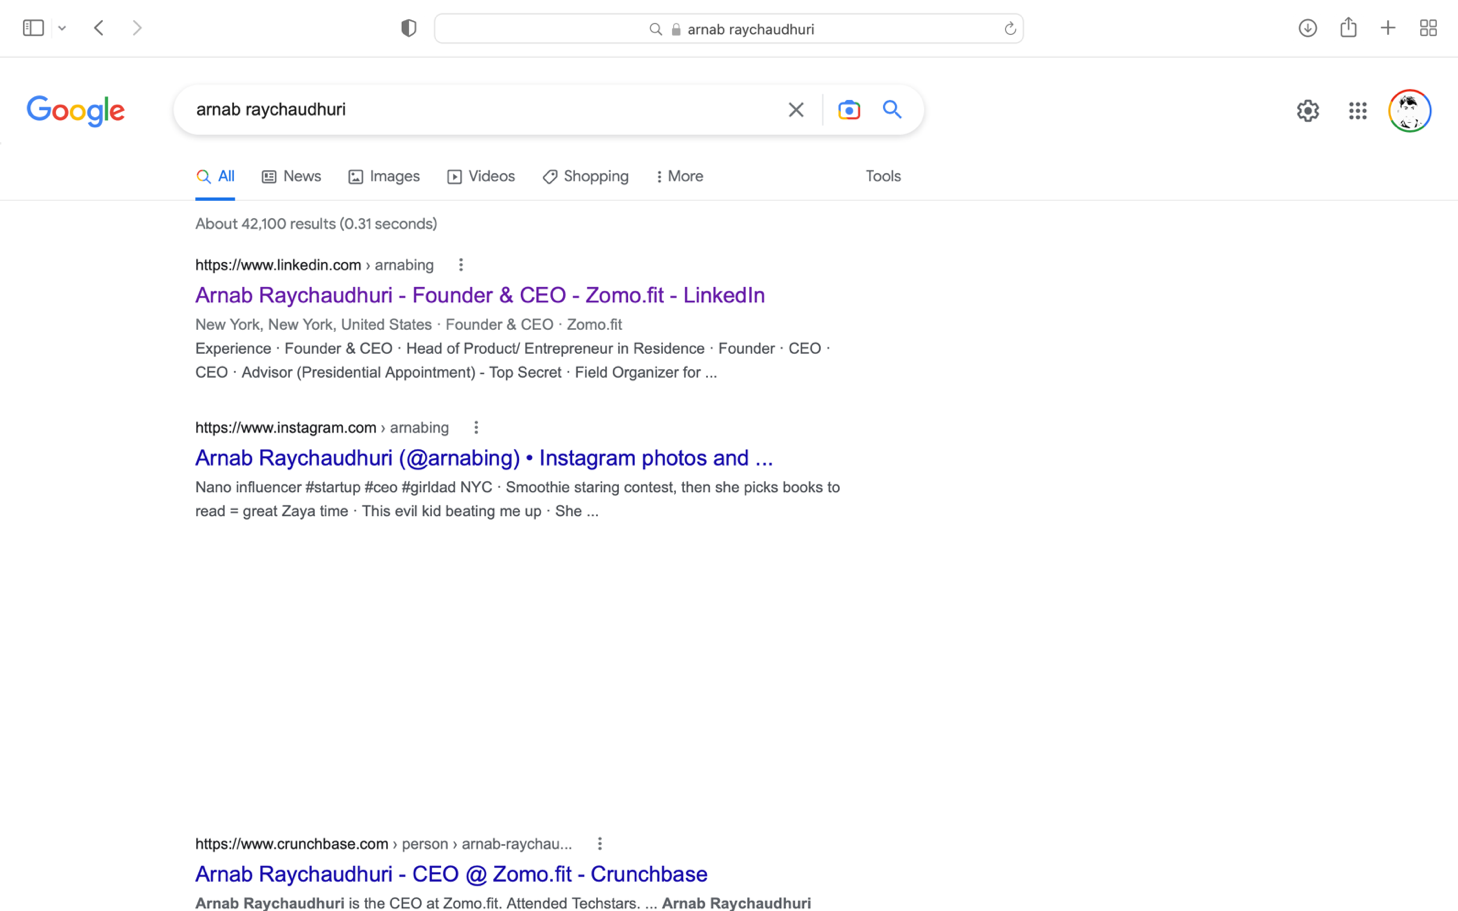 arnab raychaudhuri
Google
arnab raychaudhuri
All News Images Videos Shopping More Tools
About 42,100 results (0.31 seconds)
https://www.linkedin.com › arnabing
Arnab Raychaudhuri - Founder & CEO - Zomo.fit - LinkedIn
New York, New York, United States · Founder & CEO · Zomo.fit
Experience · Founder & CEO · Head of Product/ Entrepreneur in Residence · Founder · CEO ·
CEO · Advisor (Presidential Appointment) - Top Secret · Field Organizer for ...
https://www.instagram.com › arnabing
Arnab Raychaudhuri (@arnabing) • Instagram photos and ...
Nano influencer #startup #ceo #girldad NYC · Smoothie staring contest, then she picks books to
read = great Zaya time · This evil kid beating me up · She ...
https://www.crunchbase.com › person › arnab-raychau...
Arnab Raychaudhuri - CEO @ Zomo.fit - Crunchbase
Arnab Raychaudhuri is the CEO at Zomo.fit. Attended Techstars. ... Arnab Raychaudhuri